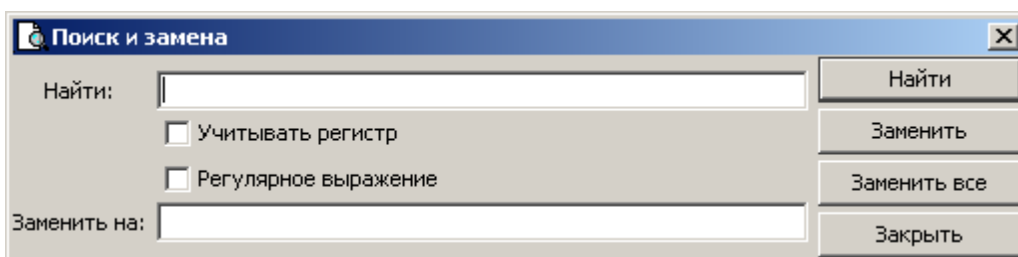 Поиск и замена
Найти:
Найти
Учитывать регистр
Заменить
Регулярное выражение
Заменить все
Заменить на:
Закрыть